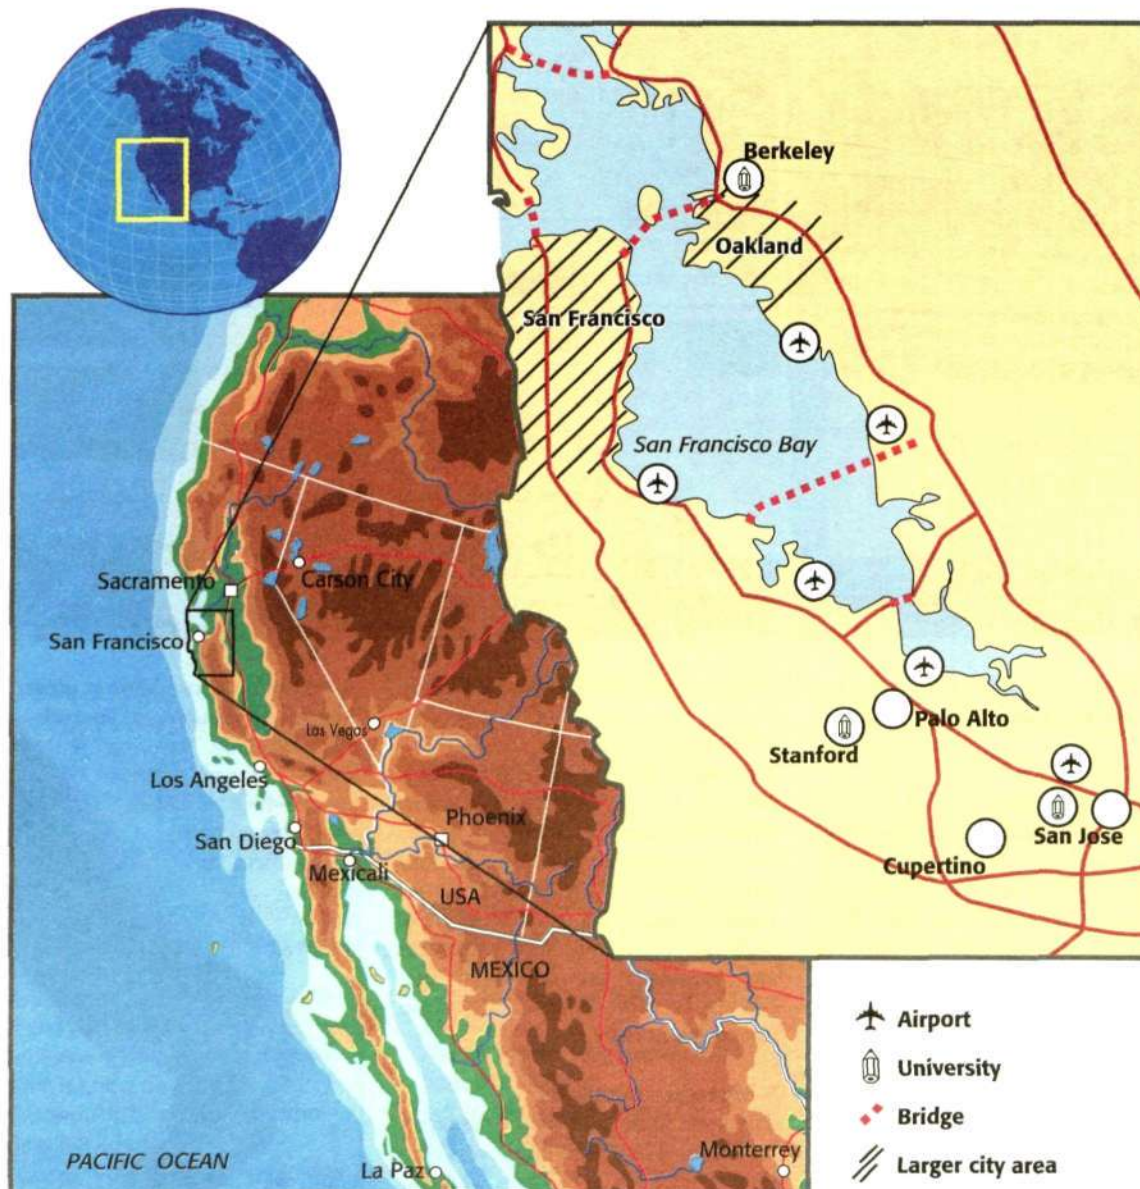 Berkeley
Oakland
San Francisco
San Francisco Bay
Palo Alto
Stanford
San Jose
Cupertino
Sacramento
Carson City
San Francisco
Las Vegas
Los Angeles
San Diego
Phoenix
Mexicali
USA
MEXICO
PACIFIC OCEAN
La Paz
Monterrey
Airport
University
Bridge
Larger city area